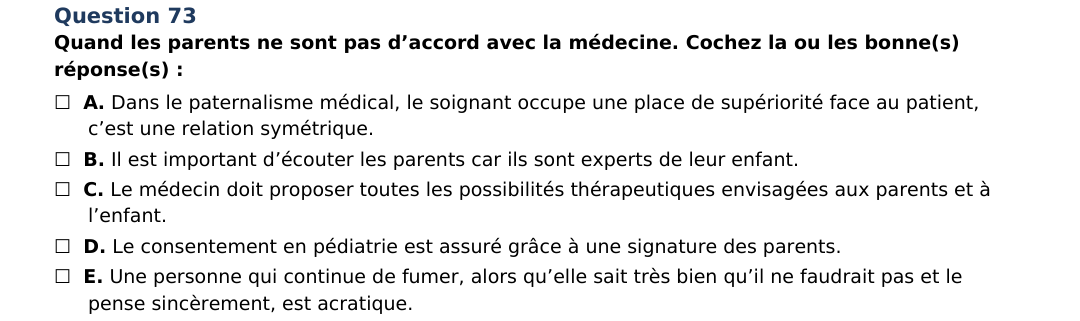 Question 73
Quand les parents ne sont pas d’accord avec la médecine. Cochez la ou les bonne(s)
réponse(s) :
☐ A. Dans le paternalisme médical, le soignant occupe une place de supériorité face au patient,
c’est une relation symétrique.
☐ B. Il est important d’écouter les parents car ils sont experts de leur enfant.
☐ C. Le médecin doit proposer toutes les possibilités thérapeutiques envisagées aux parents et à
l’enfant.
☐ D. Le consentement en pédiatrie est assuré grâce à une signature des parents.
☐ E. Une personne qui continue de fumer, alors qu’elle sait très bien qu’il ne faudrait pas et le
pense sincèrement, est acratique.